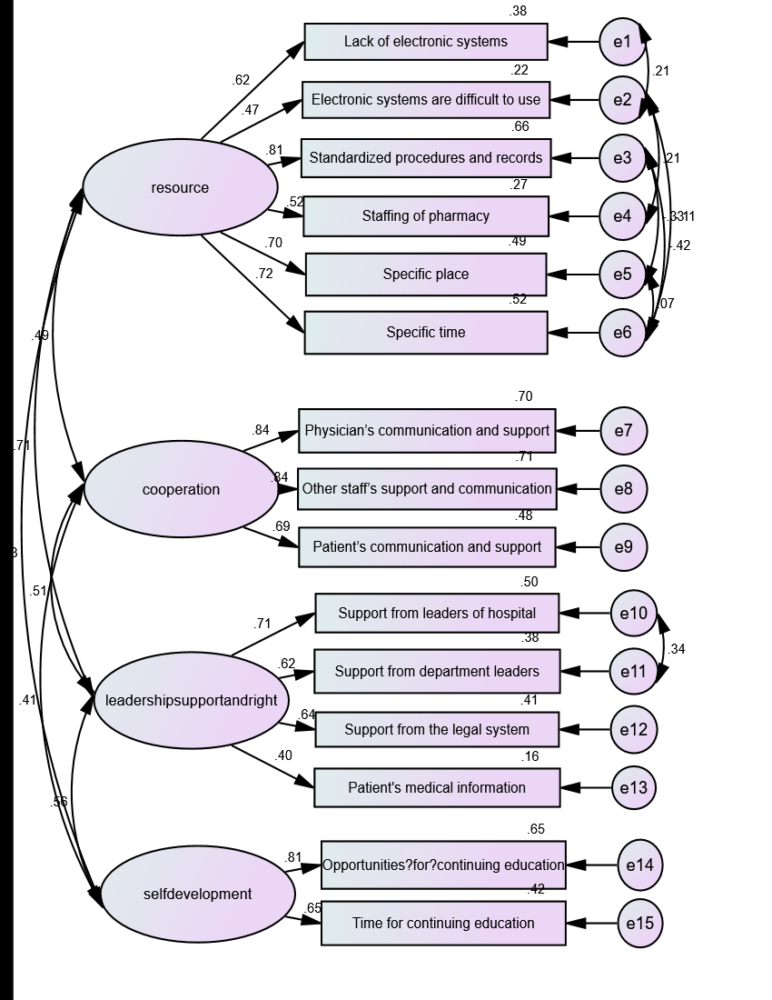 .38
Lack of electronic systems
e1
.62
.22
.21
.47
Electronic systems are difficult to use
e2
.66
.81
Standardized procedures and records
e3
.21
.27
resource
.52
Staffing of pharmacy
e4
.49
-.42
.70
Specific place
e5
.72
.52
.07
Specific time
e6
.49
.70
.84
Physician's communication and support
e7
.71
.71
cooperation
.84
Other staff's support and communication
e8
.48
.69
Patient's communication and support
e9
.51
.50
.71
Support from leaders of hospital
e10
.38
.34
.62
Support from department leaders
e11
leadershipsupportandright
.41
.41
.64
Support from the legal system
e12
.16
.40
Patient's medical information
e13
.56
.65
.81
Opportunities?for?continuing education
e14
selfdevelopment
.42
.65
Time for continuing education
e15